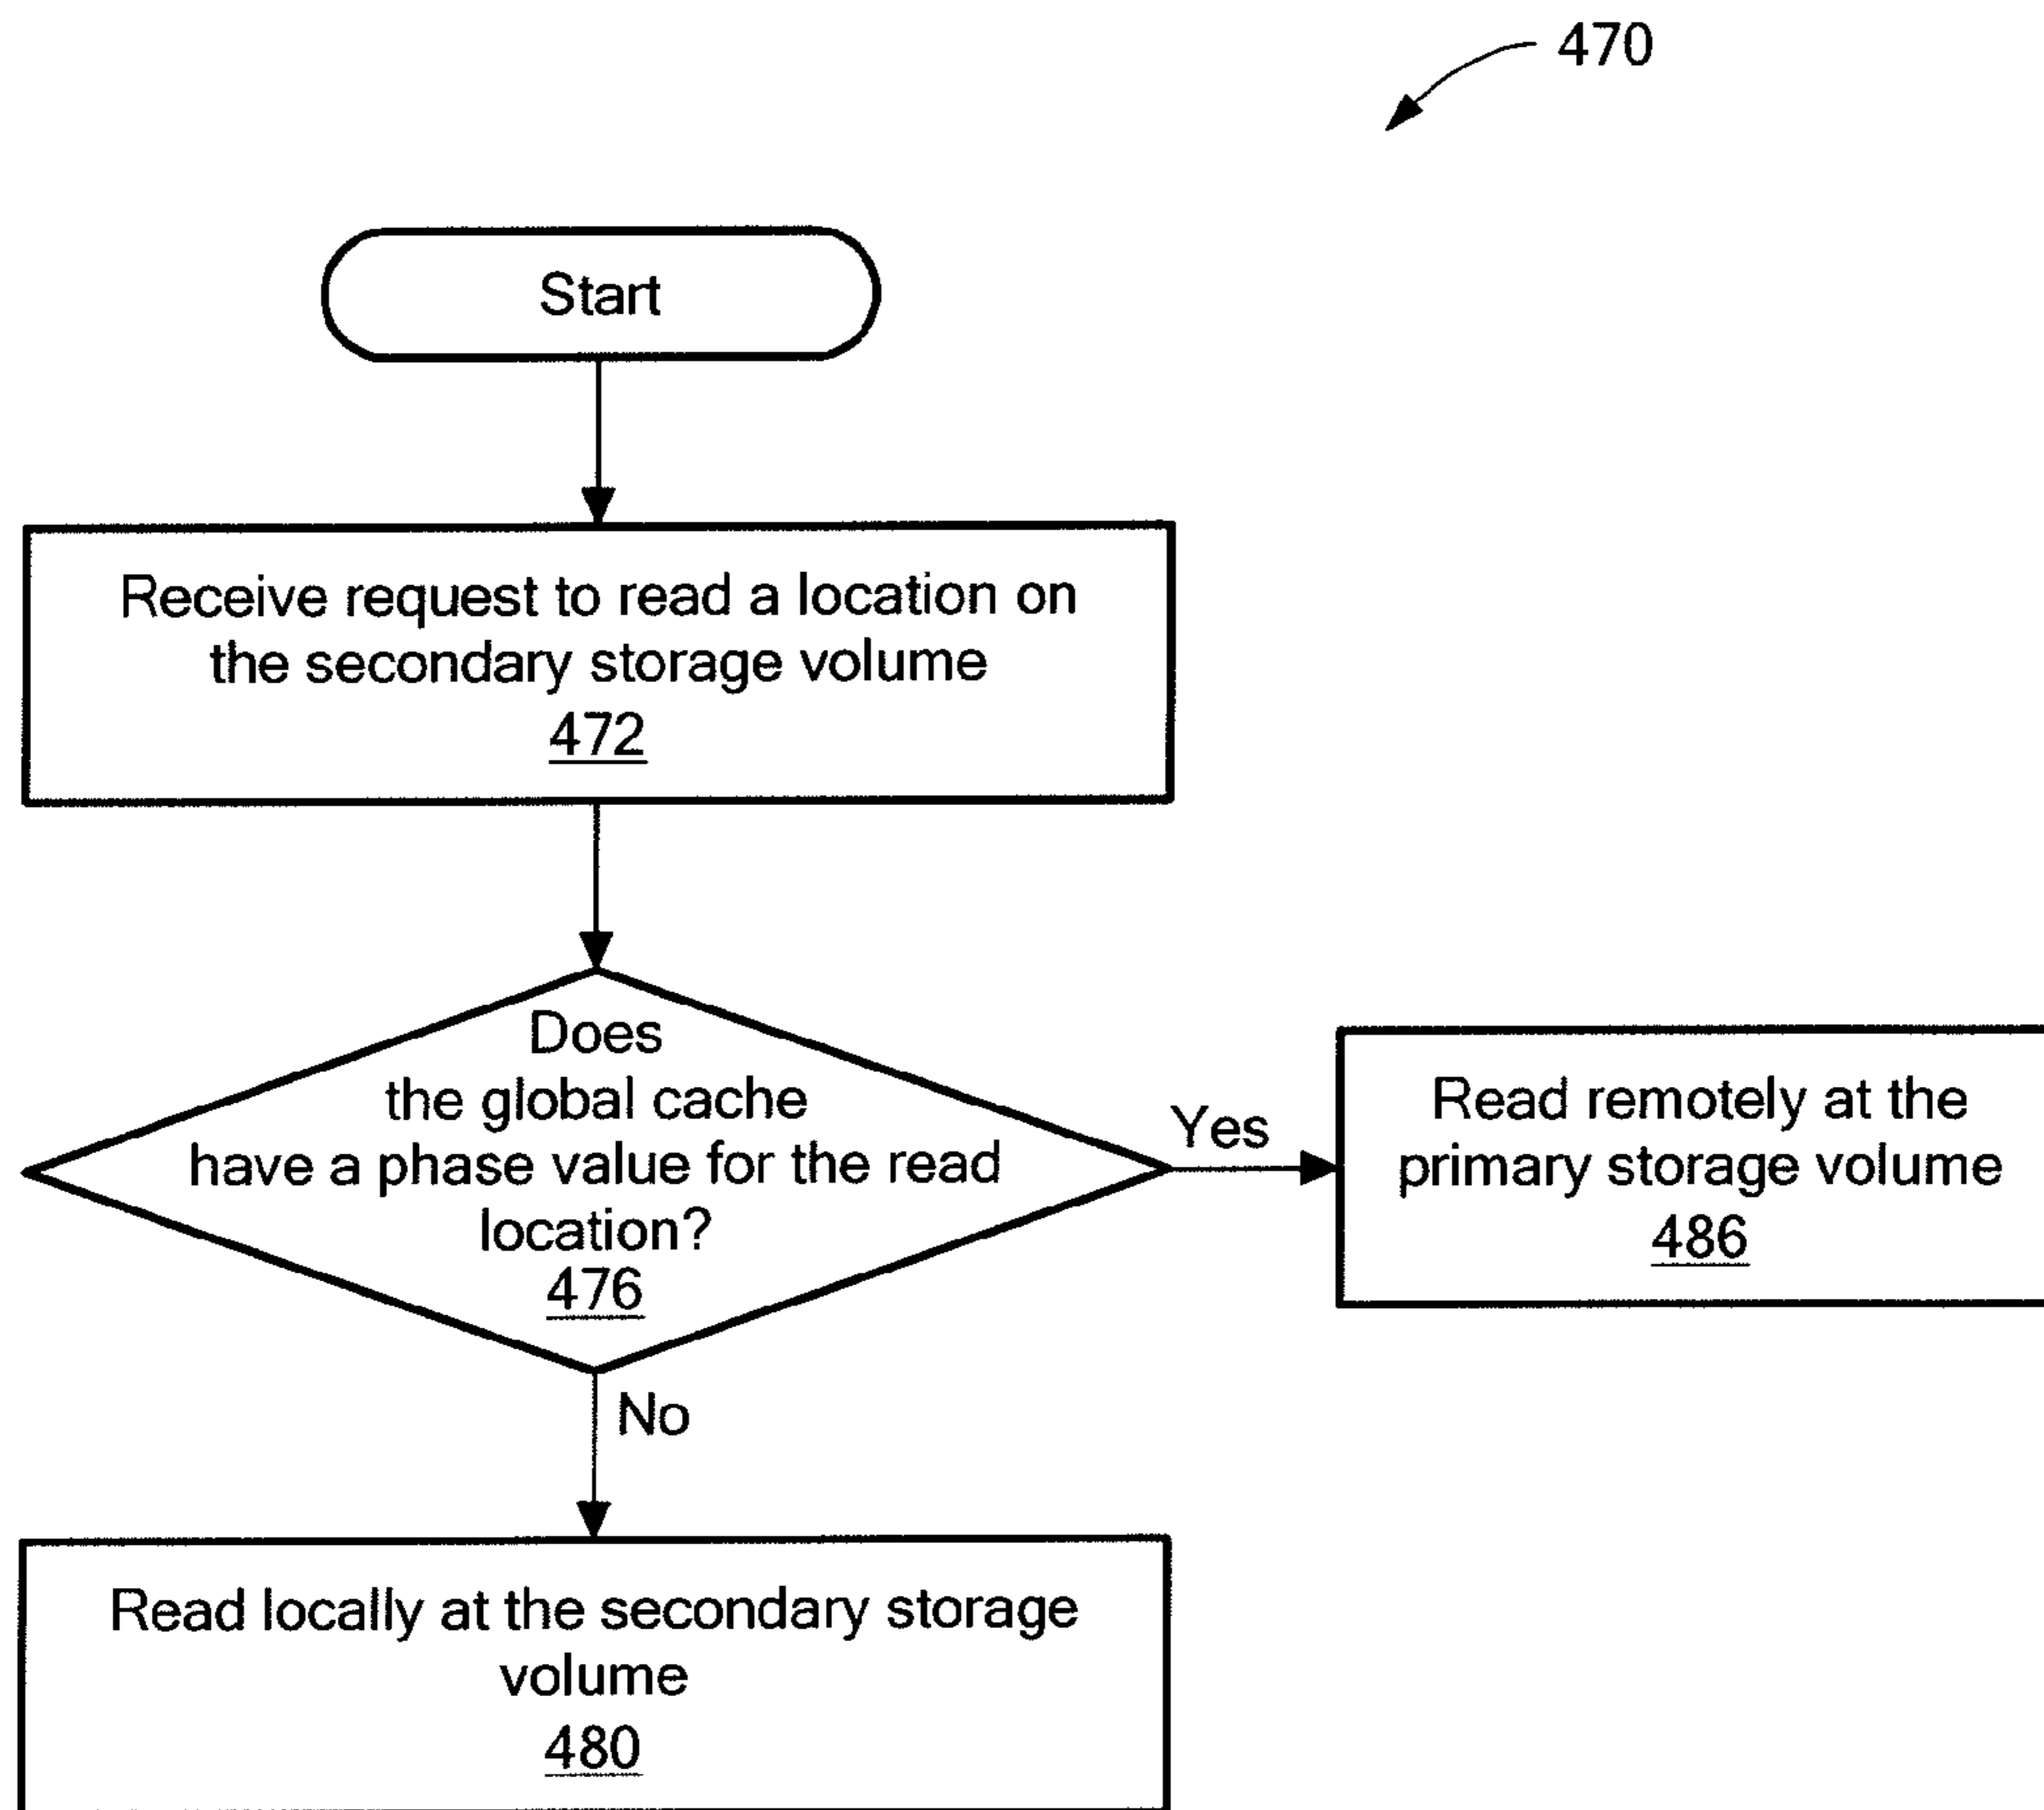 470
Start
Receive request to read a location on
the secondary storage volume
472
Does
the global cache
have a phase value for the read
location?
476
Yes
Read remotely at the
primary storage volume
486
No
Read locally at the secondary storage
volume
480